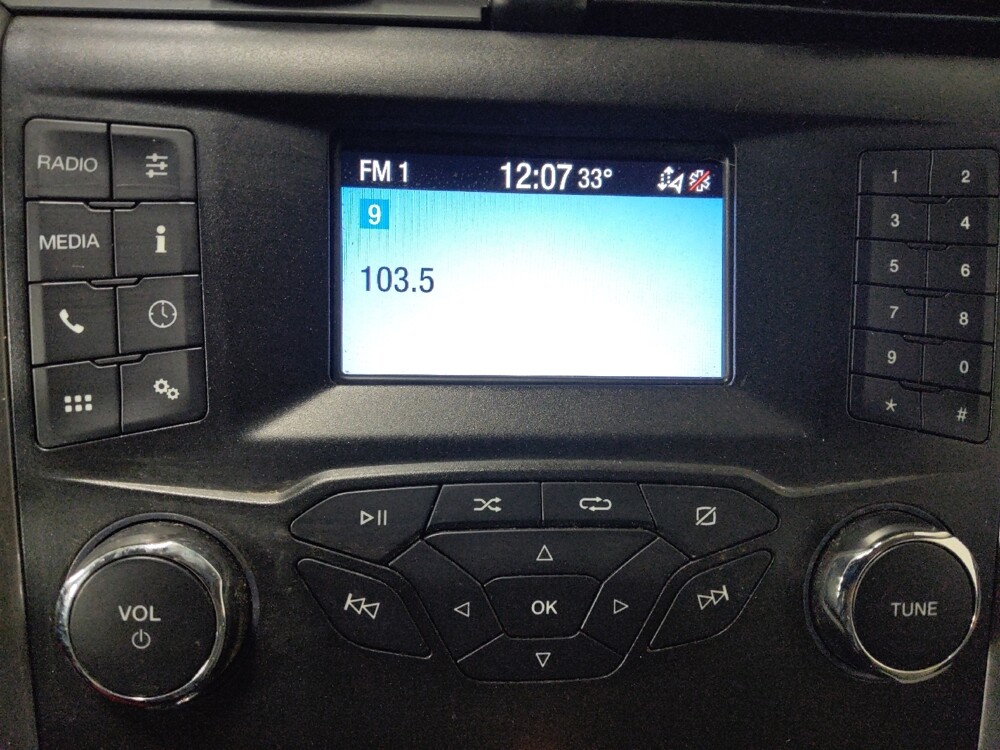 FM 1 12:07 33°
9
103.5
RADIO
MEDIA
1 2
3 4
5 6
7 8
9 0
* #
VOL
OK
TUNE